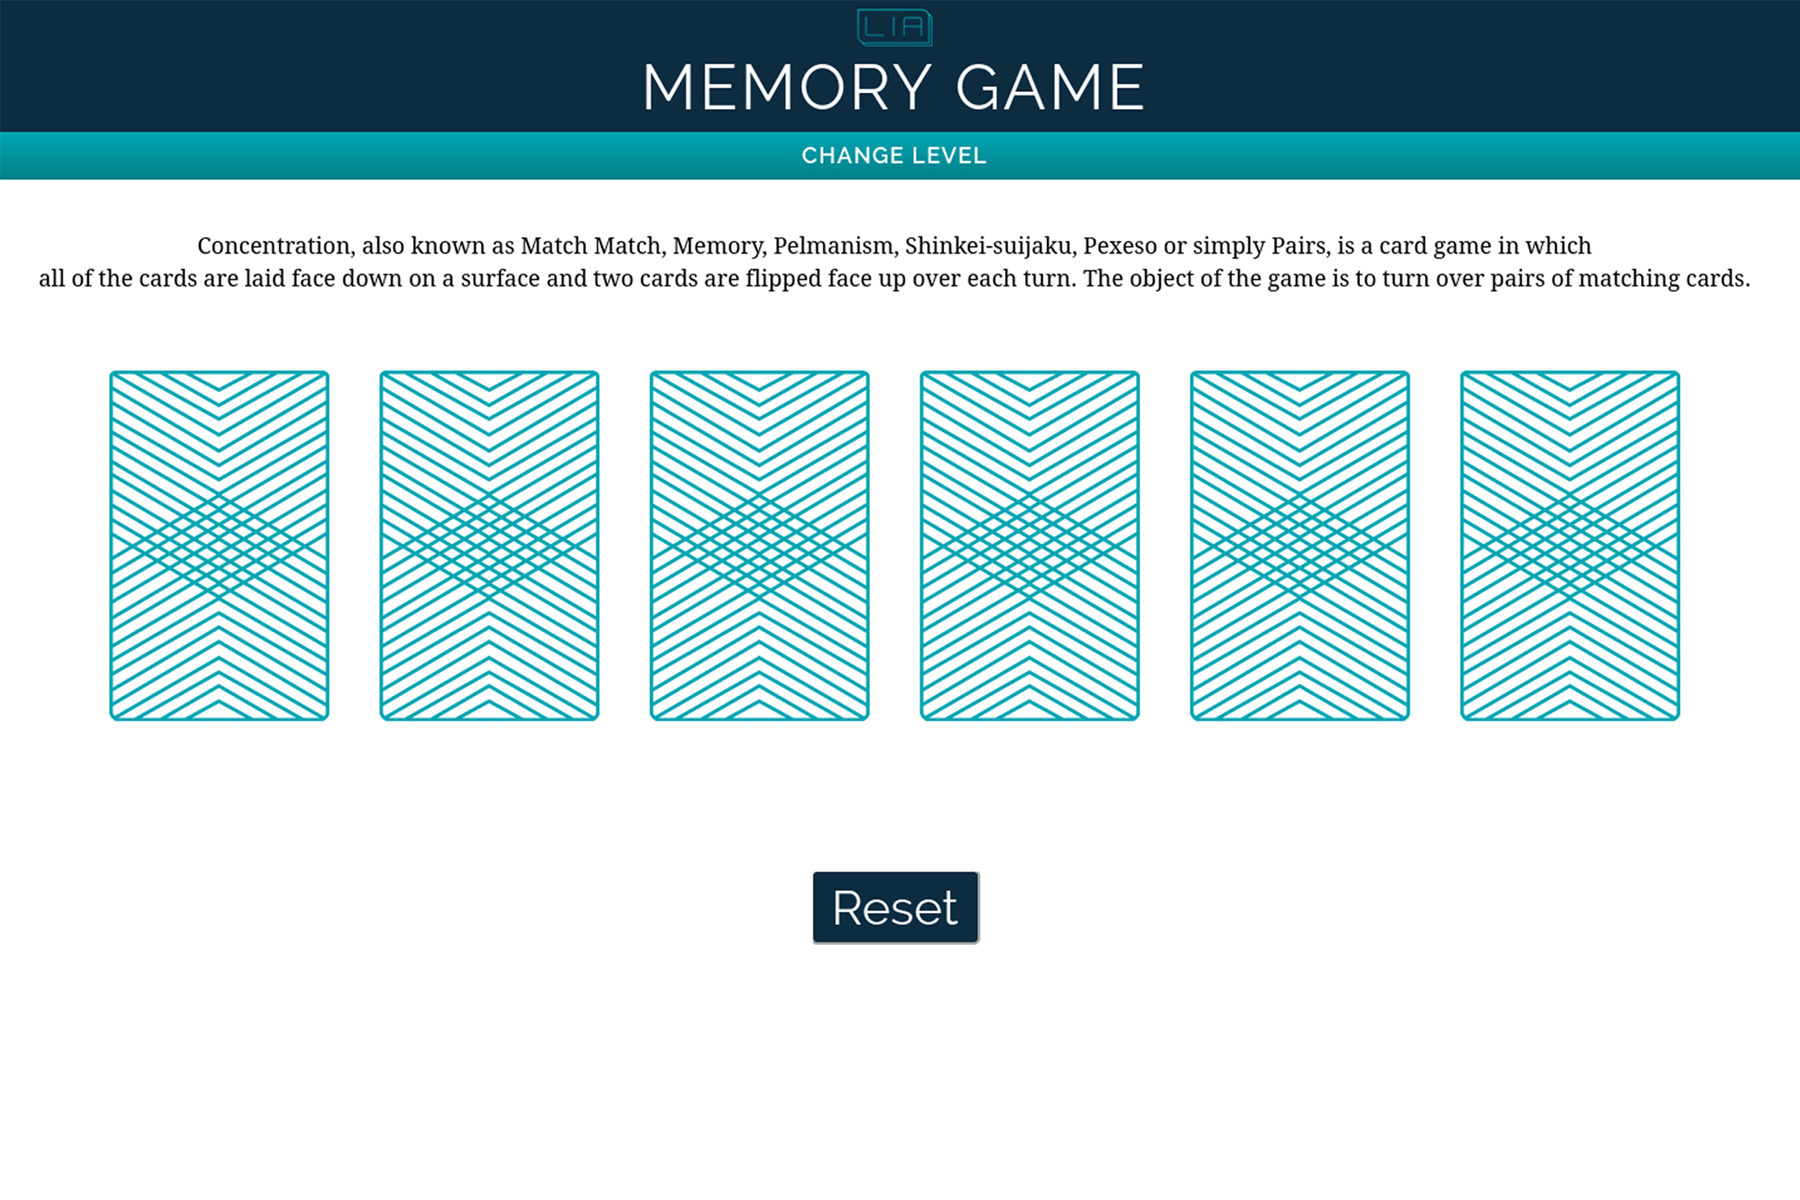 LIA
MEMORY GAME
CHANGE LEVEL
Concentration, also known as Match Match, Memory, Pelmanism, Shinkei-suijaku, Pexeso or simply Pairs, is a card game in which
all of the cards are laid face down on a surface and two cards are flipped face up over each turn. The object of the game is to turn over pairs of matching cards.
Reset